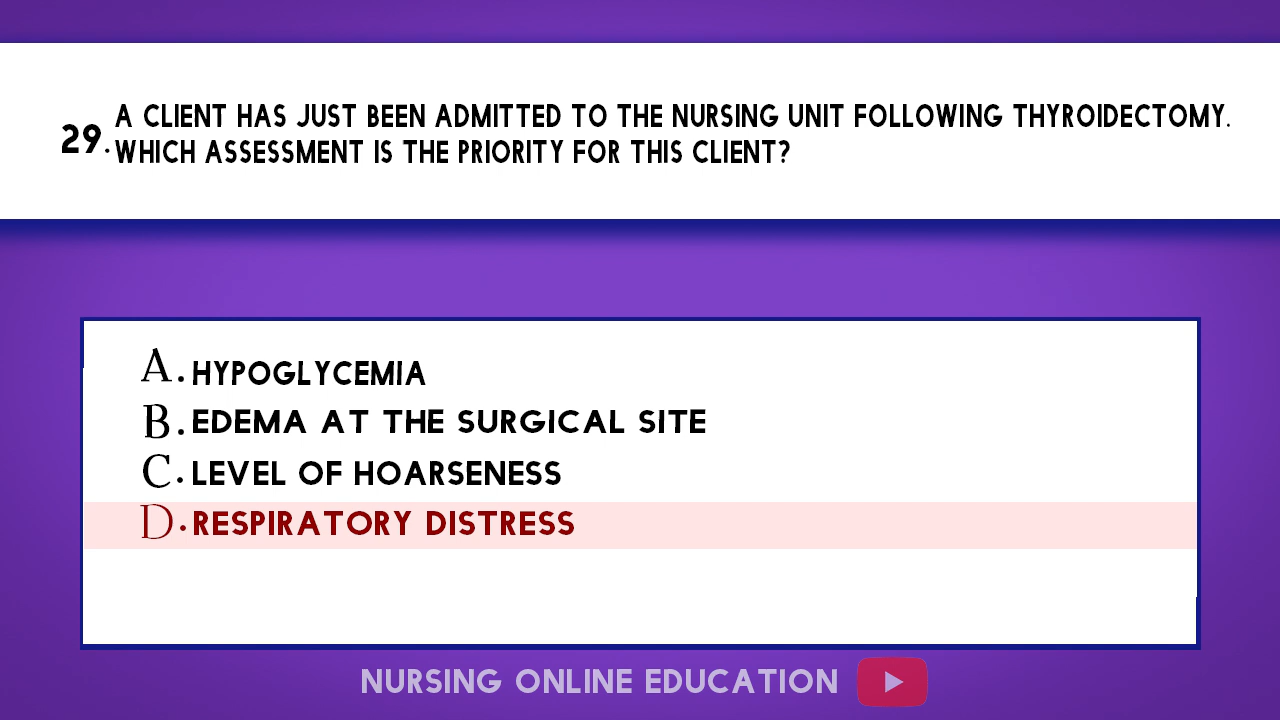 29. A CLIENT HAS JUST BEEN ADMITTED TO THE NURSING UNIT FOLLOWING THYROIDECTOMY.
WHICH ASSESSMENT IS THE PRIORITY FOR THIS CLIENT?
A. HYPOGLYCEMIA
B. EDEMA AT THE SURGICAL SITE
C. LEVEL OF HOARSENESS
D. RESPIRATORY DISTRESS
NURSING ONLINE EDUCATION